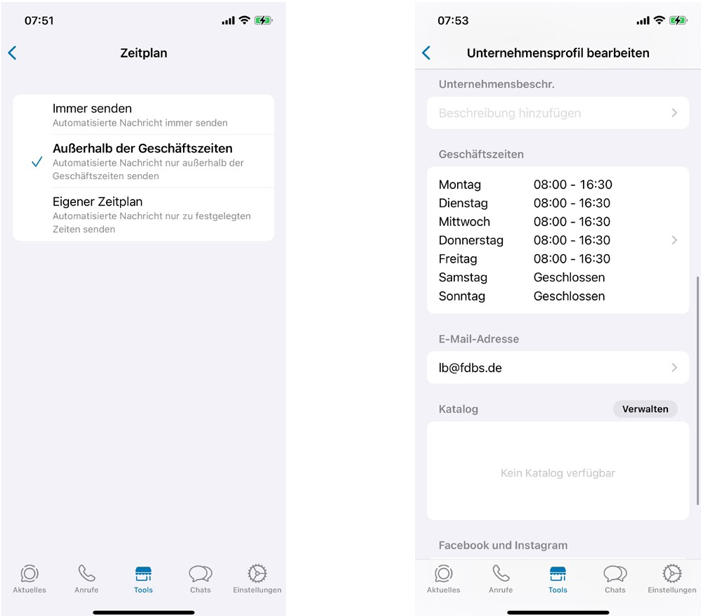 07:51
Zeitplan
Immer senden
Automatisierte Nachricht immer senden
Außerhalb der Geschäftszeiten
Automatisierte Nachricht nur außerhalb der
Geschäftszeiten senden
Eigener Zeitplan
Automatisierte Nachricht nur zu festgelegten
Zeiten senden
Aktuelles
Anrufe
Tools
Chats
Einstellungen
07:53
Unternehmensprofil bearbeiten
Unternehmensbeschr.
Beschreibung hinzufügen
Geschäftszeiten
Montag 08:00 - 16:30
Dienstag 08:00 - 16:30
Mittwoch 08:00 - 16:30
Donnerstag 08:00 - 16:30
Freitag 08:00 - 16:30
Samstag Geschlossen
Sonntag Geschlossen
E-Mail-Adresse
lb@fdbs.de
Katalog
Verwalten
Kein Katalog verfügbar
Facebook und Instagram
Aktuelles
Anrufe
Tools
Chats
Einstellungen